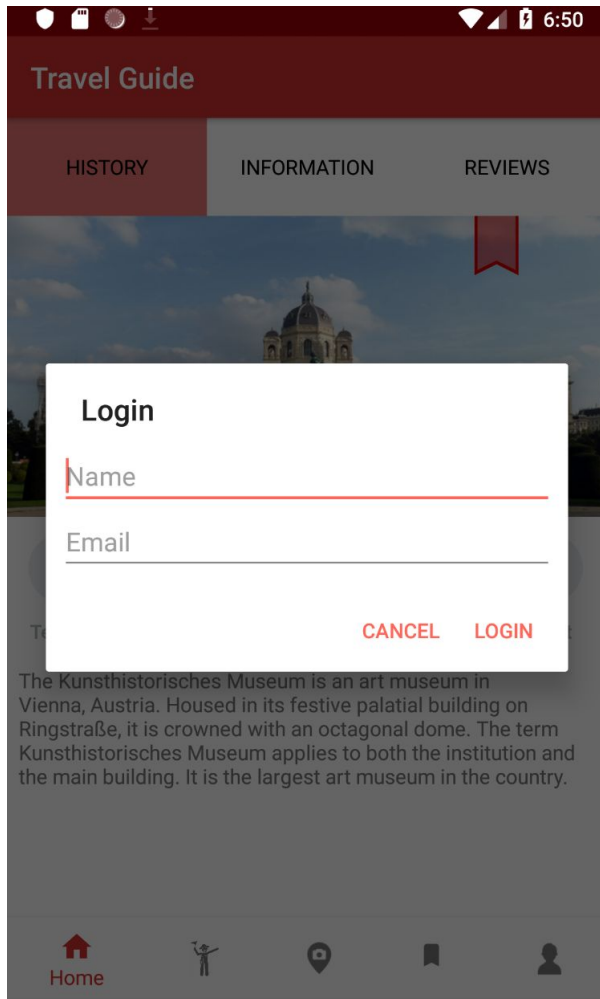 6:50
Travel Guide
HISTORY INFORMATION REVIEWS
Login
Name
Email
CANCEL LOGIN
The Kunsthistorisches Museum is an art museum in
Vienna, Austria. Housed in its festive palatial building on
Ringstraße, it is crowned with an octagonal dome. The term
Kunsthistorisches Museum applies to both the institution and
the main building. It is the largest art museum in the country.
Home